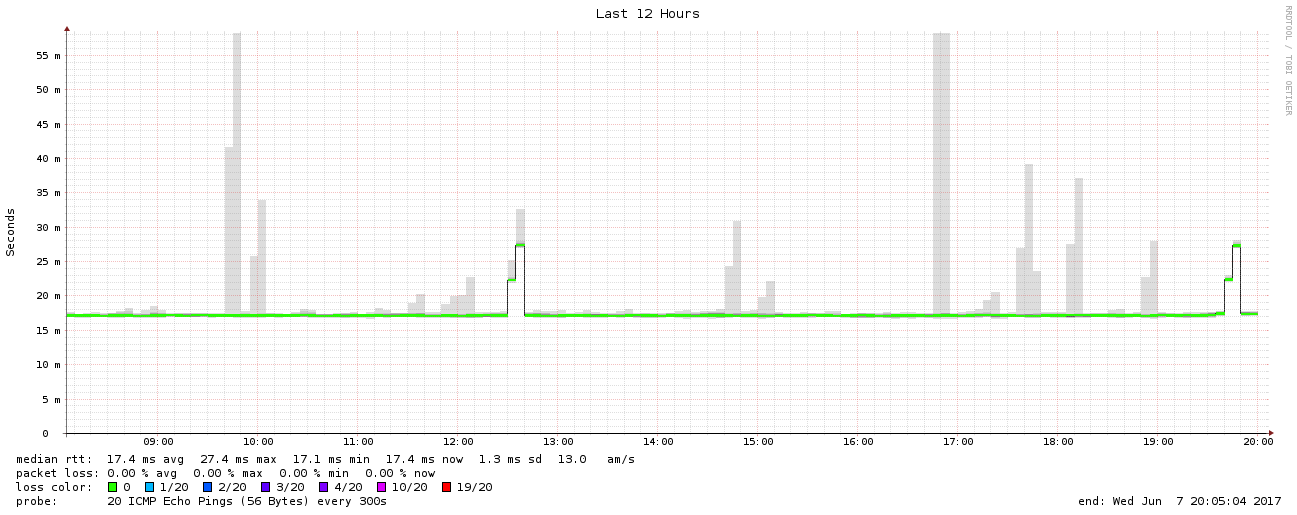 Last 12 Hours
RRDTOOL / TOBI OETIKER
Seconds
55 m
50 m
45 m
40 m
35 m
30 m
25 m
20 m
15 m
10 m
5 m
0
09:00 10:00 11:00 12:00 13:00 14:00 15:00 16:00 17:00 18:00 19:00 20:00
median rtt: 17.4 ms avg 27.4 ms max 17.1 ms min 17.4 ms now 1.3 ms sd 13.0 am/s
packet loss: 0.00 % avg 0.00 % max 0.00 % min 0.00 % now
loss color: 0 1/20 2/20 3/20 4/20 10/20 19/20
probe: 20 ICMP Echo Pings (56 Bytes) every 300s end: Wed Jun 7 20:05:04 2017